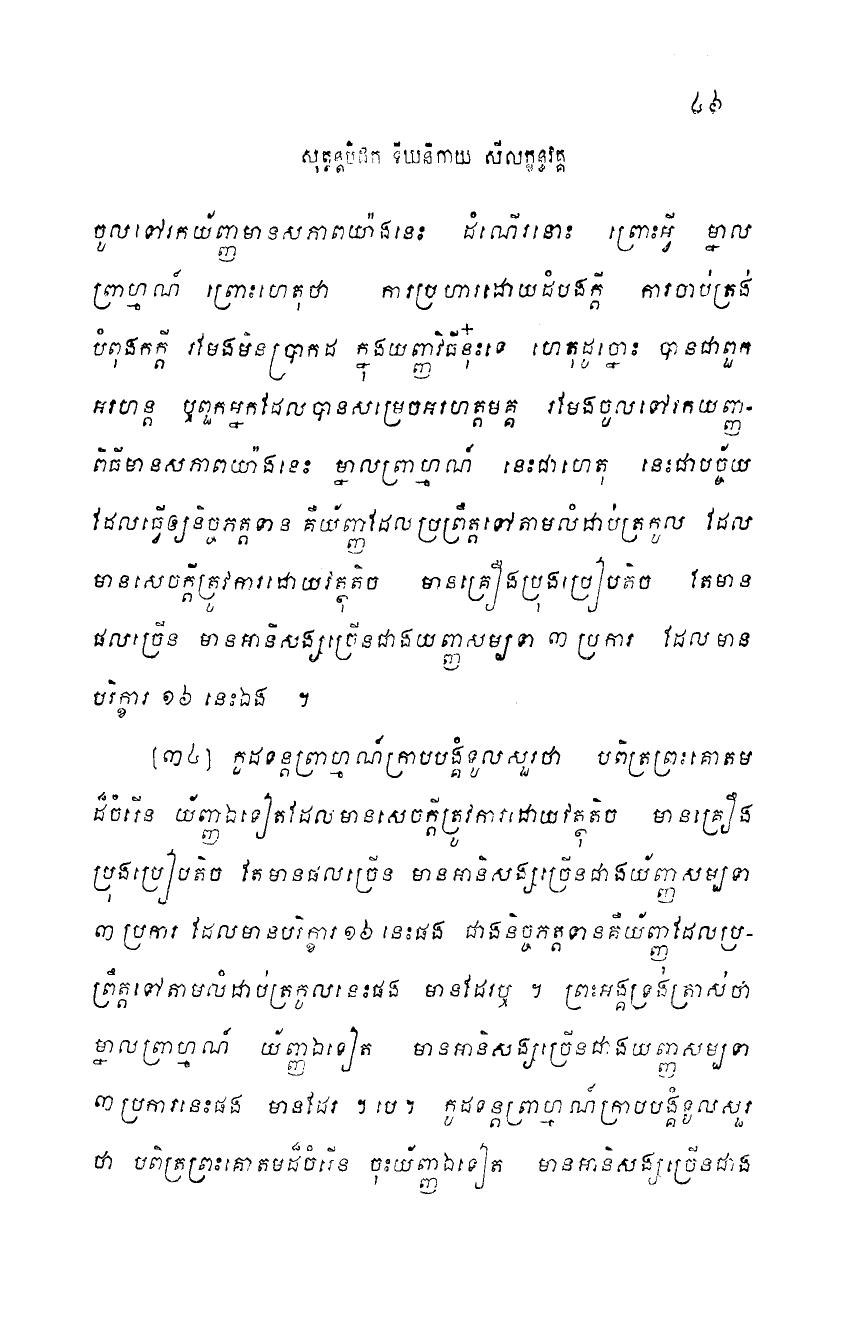 ៨៦
សុត្តន្តបិដក ទីឃនិកាយ សីលក្ខន្ធវគ្គ
ចូលទៅរកយ័ញ្ញមានសភាពយ៉ាងនេះ ដំណើរនោះ ព្រោះអ្វី ម្នាល
ព្រាហ្មណ៍ ព្រោះហេតុថា ការប្រហារដោយដំបងក្តី ការចាប់ត្រង់
បំពុងកក្តី រមែងមិនប្រាកដ ក្នុងយញ្ញវិធីនុ៎ះទេ ហេតុដូច្នោះ បានជាពួក
អរហន្ត ឬពួកអ្នកដែលបានសម្រេចអរហត្តមគ្គ រមែងចូលទៅរកយញ្ញ-
ពិធីមានសភាពយ៉ាងនេះ ម្នាលព្រាហ្មណ៍ នេះជាហេតុ នេះជាបច្ច័យ
ដែលធ្វើឲ្យនិច្ចភត្តទាន គឺយ័ញ្ញដែលប្រព្រឹត្តទៅតាមលំដាប់ត្រកូល ដែល
មានសេចក្តីត្រូវការដោយវត្ថុតិច មានគ្រឿងប្រុងប្រៀបតិច តែមាន
ផលច្រើន មានអានិសង្សច្រើនជាងយញ្ញសម្បទា ៣ ប្រការ ដែលមាន
បរិក្ខារ ១៦ នេះឯង ។
[៣៤] កូដទន្តព្រាហ្មណ៍ក្រាបបង្គំទូលសួរថា បពិត្រព្រះគោតម
ដ៏ចំរើន យ័ញ្ញឯទៀតដែលមានសេចក្តីត្រូវការដោយវត្ថុតិច មានគ្រឿង
ប្រុងប្រៀបតិច តែមានផលច្រើន មានអានិសង្សច្រើនជាងយ័ញ្ញសម្បទា
៣ ប្រការ ដែលមានបរិក្ខារ ១៦ នេះផង ជាងនិច្ចភត្តទានគឺយ័ញ្ញដែលប្រ-
ព្រឹត្តទៅតាមលំដាប់ត្រកូលនេះផង មានដែរឬ ។ ព្រះអង្គទ្រង់ត្រាស់ថា
ម្នាលព្រាហ្មណ៍ យ័ញ្ញឯទៀត មានអានិសង្សច្រើនជាងយញ្ញសម្បទា
៣ ប្រការនេះផង មានដែរ ។ បេ ។ កូដទន្តព្រាហ្មណ៍ក្រាបបង្គំទូលសួរ
ថា បពិត្រព្រះគោតមដ៏ចំរើន ចុះយ័ញ្ញឯទៀត មានអានិសង្សច្រើនជាង